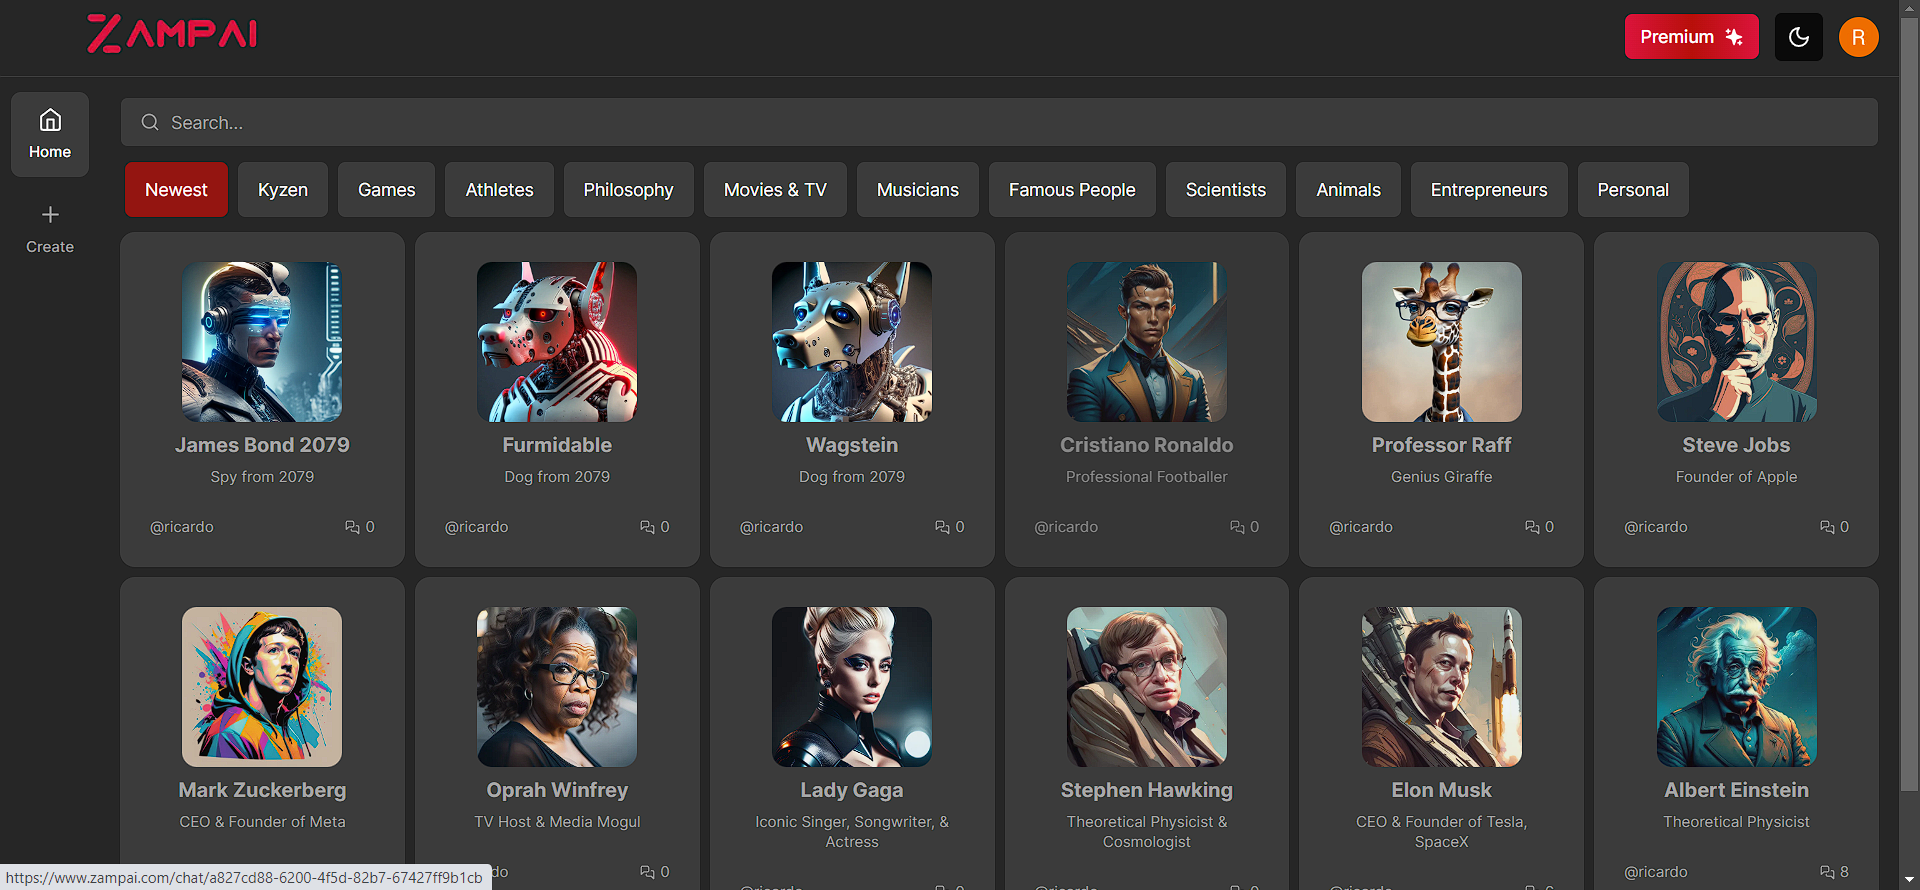 ZAMPAI
Premium
R
Search...
Home
Create
Newest
Kyzen
Games
Athletes
Philosophy
Movies & TV
Musicians
Famous People
Scientists
Animals
Entrepreneurs
Personal
James Bond 2079
Spy from 2079
@ricardo
0
Furmidable
Dog from 2079
@ricardo
0
Wagstein
Dog from 2079
@ricardo
0
Cristiano Ronaldo
Professional Footballer
@ricardo
0
Professor Raff
Genius Giraffe
@ricardo
0
Steve Jobs
Founder of Apple
@ricardo
0
Mark Zuckerberg
CEO & Founder of Meta
Oprah Winfrey
TV Host & Media Mogul
do
0
Lady Gaga
Iconic Singer, Songwriter, &
Actress
Stephen Hawking
Theoretical Physicist &
Cosmologist
Elon Musk
CEO & Founder of Tesla,
SpaceX
Albert Einstein
Theoretical Physicist
@ricardo
8
https://www.zampai.com/chat/a827cd88-6200-4f5d-82b7-67427ff9b1cb